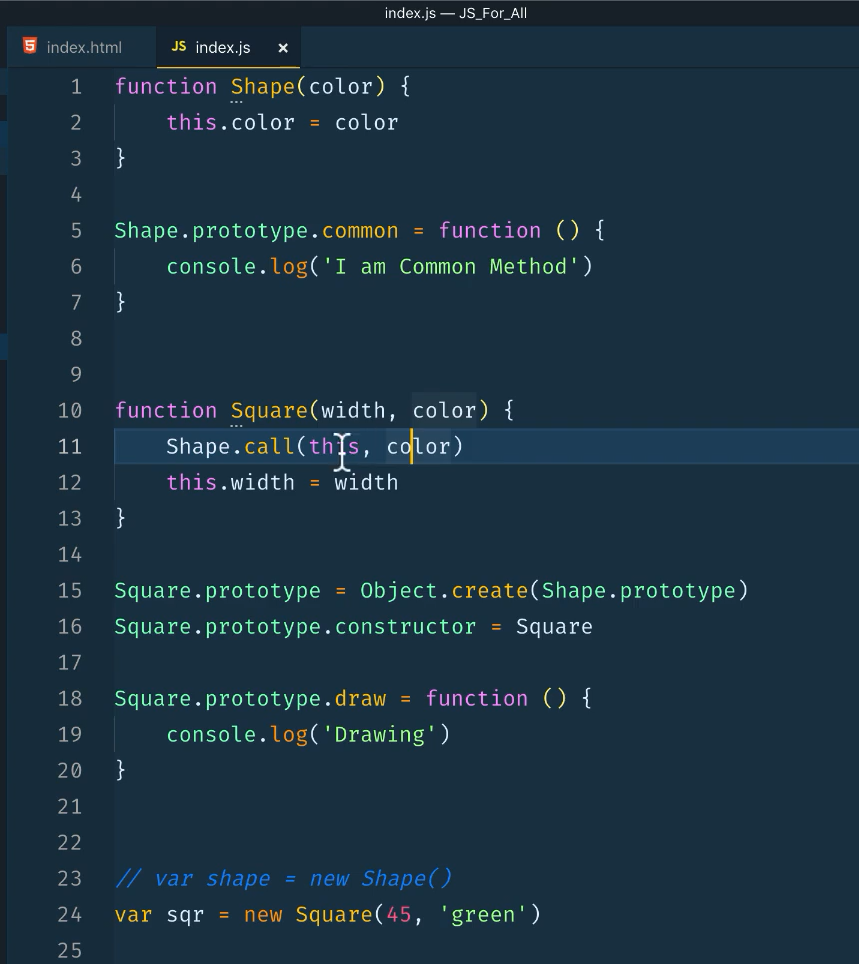 index.js — JS_For_All
index.html JS index.js ×
1 function Shape(color) {
2 this.color = color
3 }
4
5 Shape.prototype.common = function () {
6 console.log('I am Common Method')
7 }
8
9
10 function Square(width, color) {
11 Shape.call(this, color)
12 this.width = width
13 }
14
15 Square.prototype = Object.create(Shape.prototype)
16 Square.prototype.constructor = Square
17
18 Square.prototype.draw = function () {
19 console.log('Drawing')
20 }
21
22
23 // var shape = new Shape()
24 var sqr = new Square(45, 'green')
25